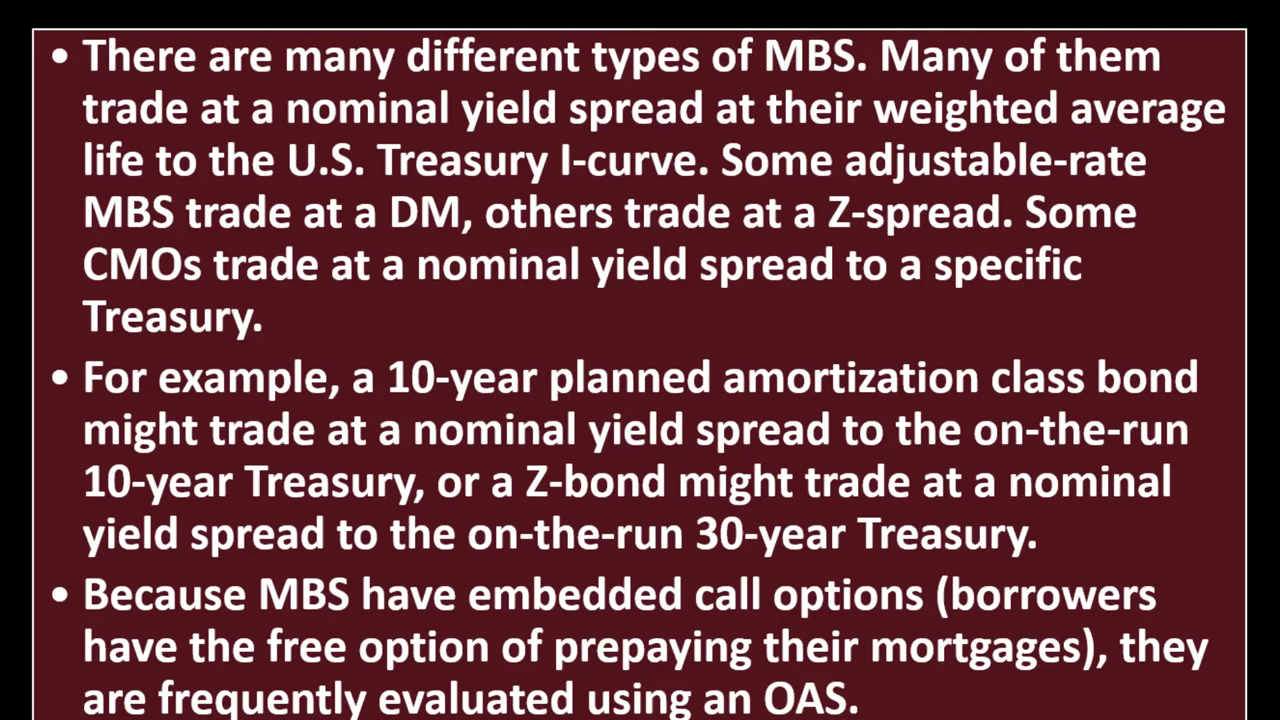 • There are many different types of MBS. Many of them
trade at a nominal yield spread at their weighted average
life to the U.S. Treasury I-curve. Some adjustable-rate
MBS trade at a DM, others trade at a Z-spread. Some
CMOs trade at a nominal yield spread to a specific
Treasury.
• For example, a 10-year planned amortization class bond
might trade at a nominal yield spread to the on-the-run
10-year Treasury, or a Z-bond might trade at a nominal
yield spread to the on-the-run 30-year Treasury.
• Because MBS have embedded call options (borrowers
have the free option of prepaying their mortgages), they
are frequently evaluated using an OAS.